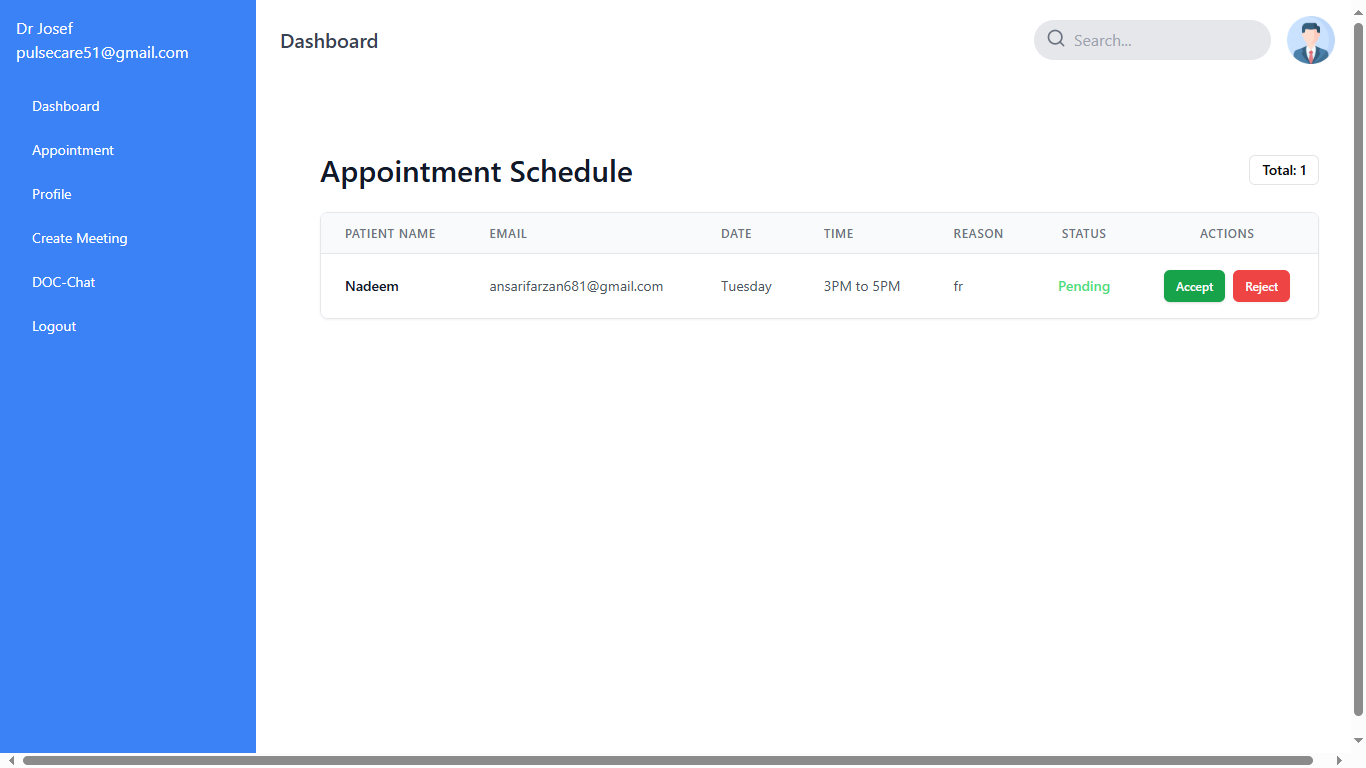 Dr Josef
pulsecare51@gmail.com
Dashboard
Appointment
Profile
Create Meeting
DOC-Chat
Logout
Dashboard
Search...
Appointment Schedule
Total: 1
PATIENT NAME EMAIL DATE TIME REASON STATUS ACTIONS
Nadeem ansarifarzan681@gmail.com Tuesday 3PM to 5PM fr Pending Accept Reject